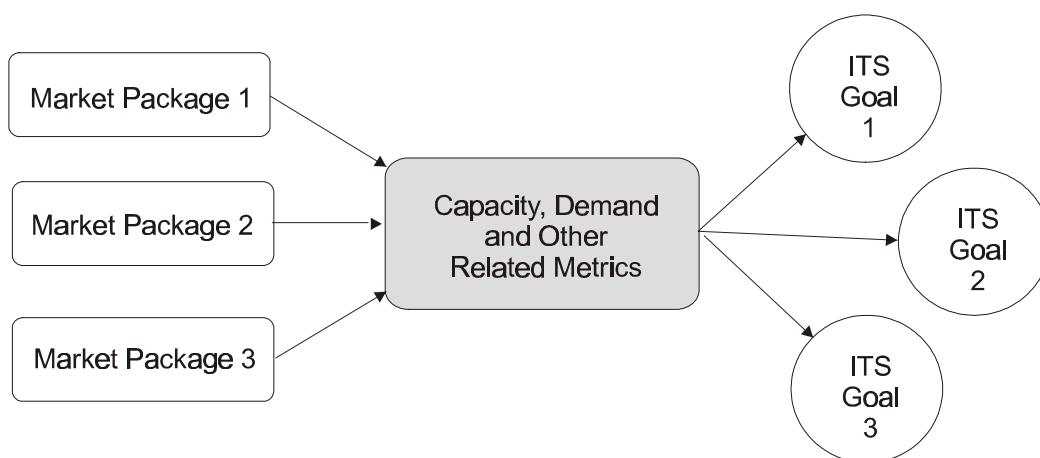 Market Package 1
Market Package 2
Market Package 3
Capacity, Demand
and Other
Related Metrics
ITS
Goal
1
ITS
Goal
2
ITS
Goal
3